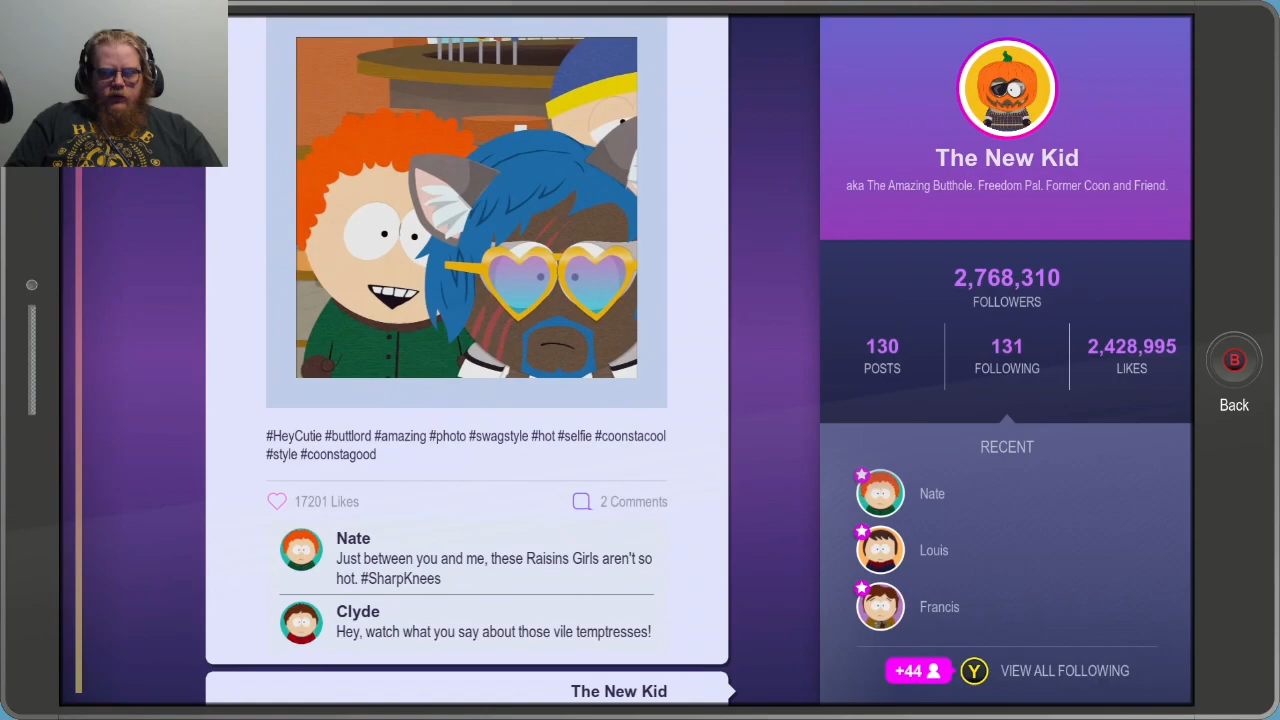 #HeyCutie #buttlord #amazing #photo #swagstyle #hot #selfie #coonstacool
#style #coonstagood
17201 Likes
2 Comments
Nate
Just between you and me, these Raisins Girls aren't so
hot. #SharpKnees
Clyde
Hey, watch what you say about those vile temptresses!
The New Kid
The New Kid
aka The Amazing Butthole. Freedom Pal. Former Coon and Friend.
2,768,310
FOLLOWERS
130
POSTS
131
FOLLOWING
2,428,995
LIKES
RECENT
Nate
Louis
Francis
+44
Y
VIEW ALL FOLLOWING
B
Back